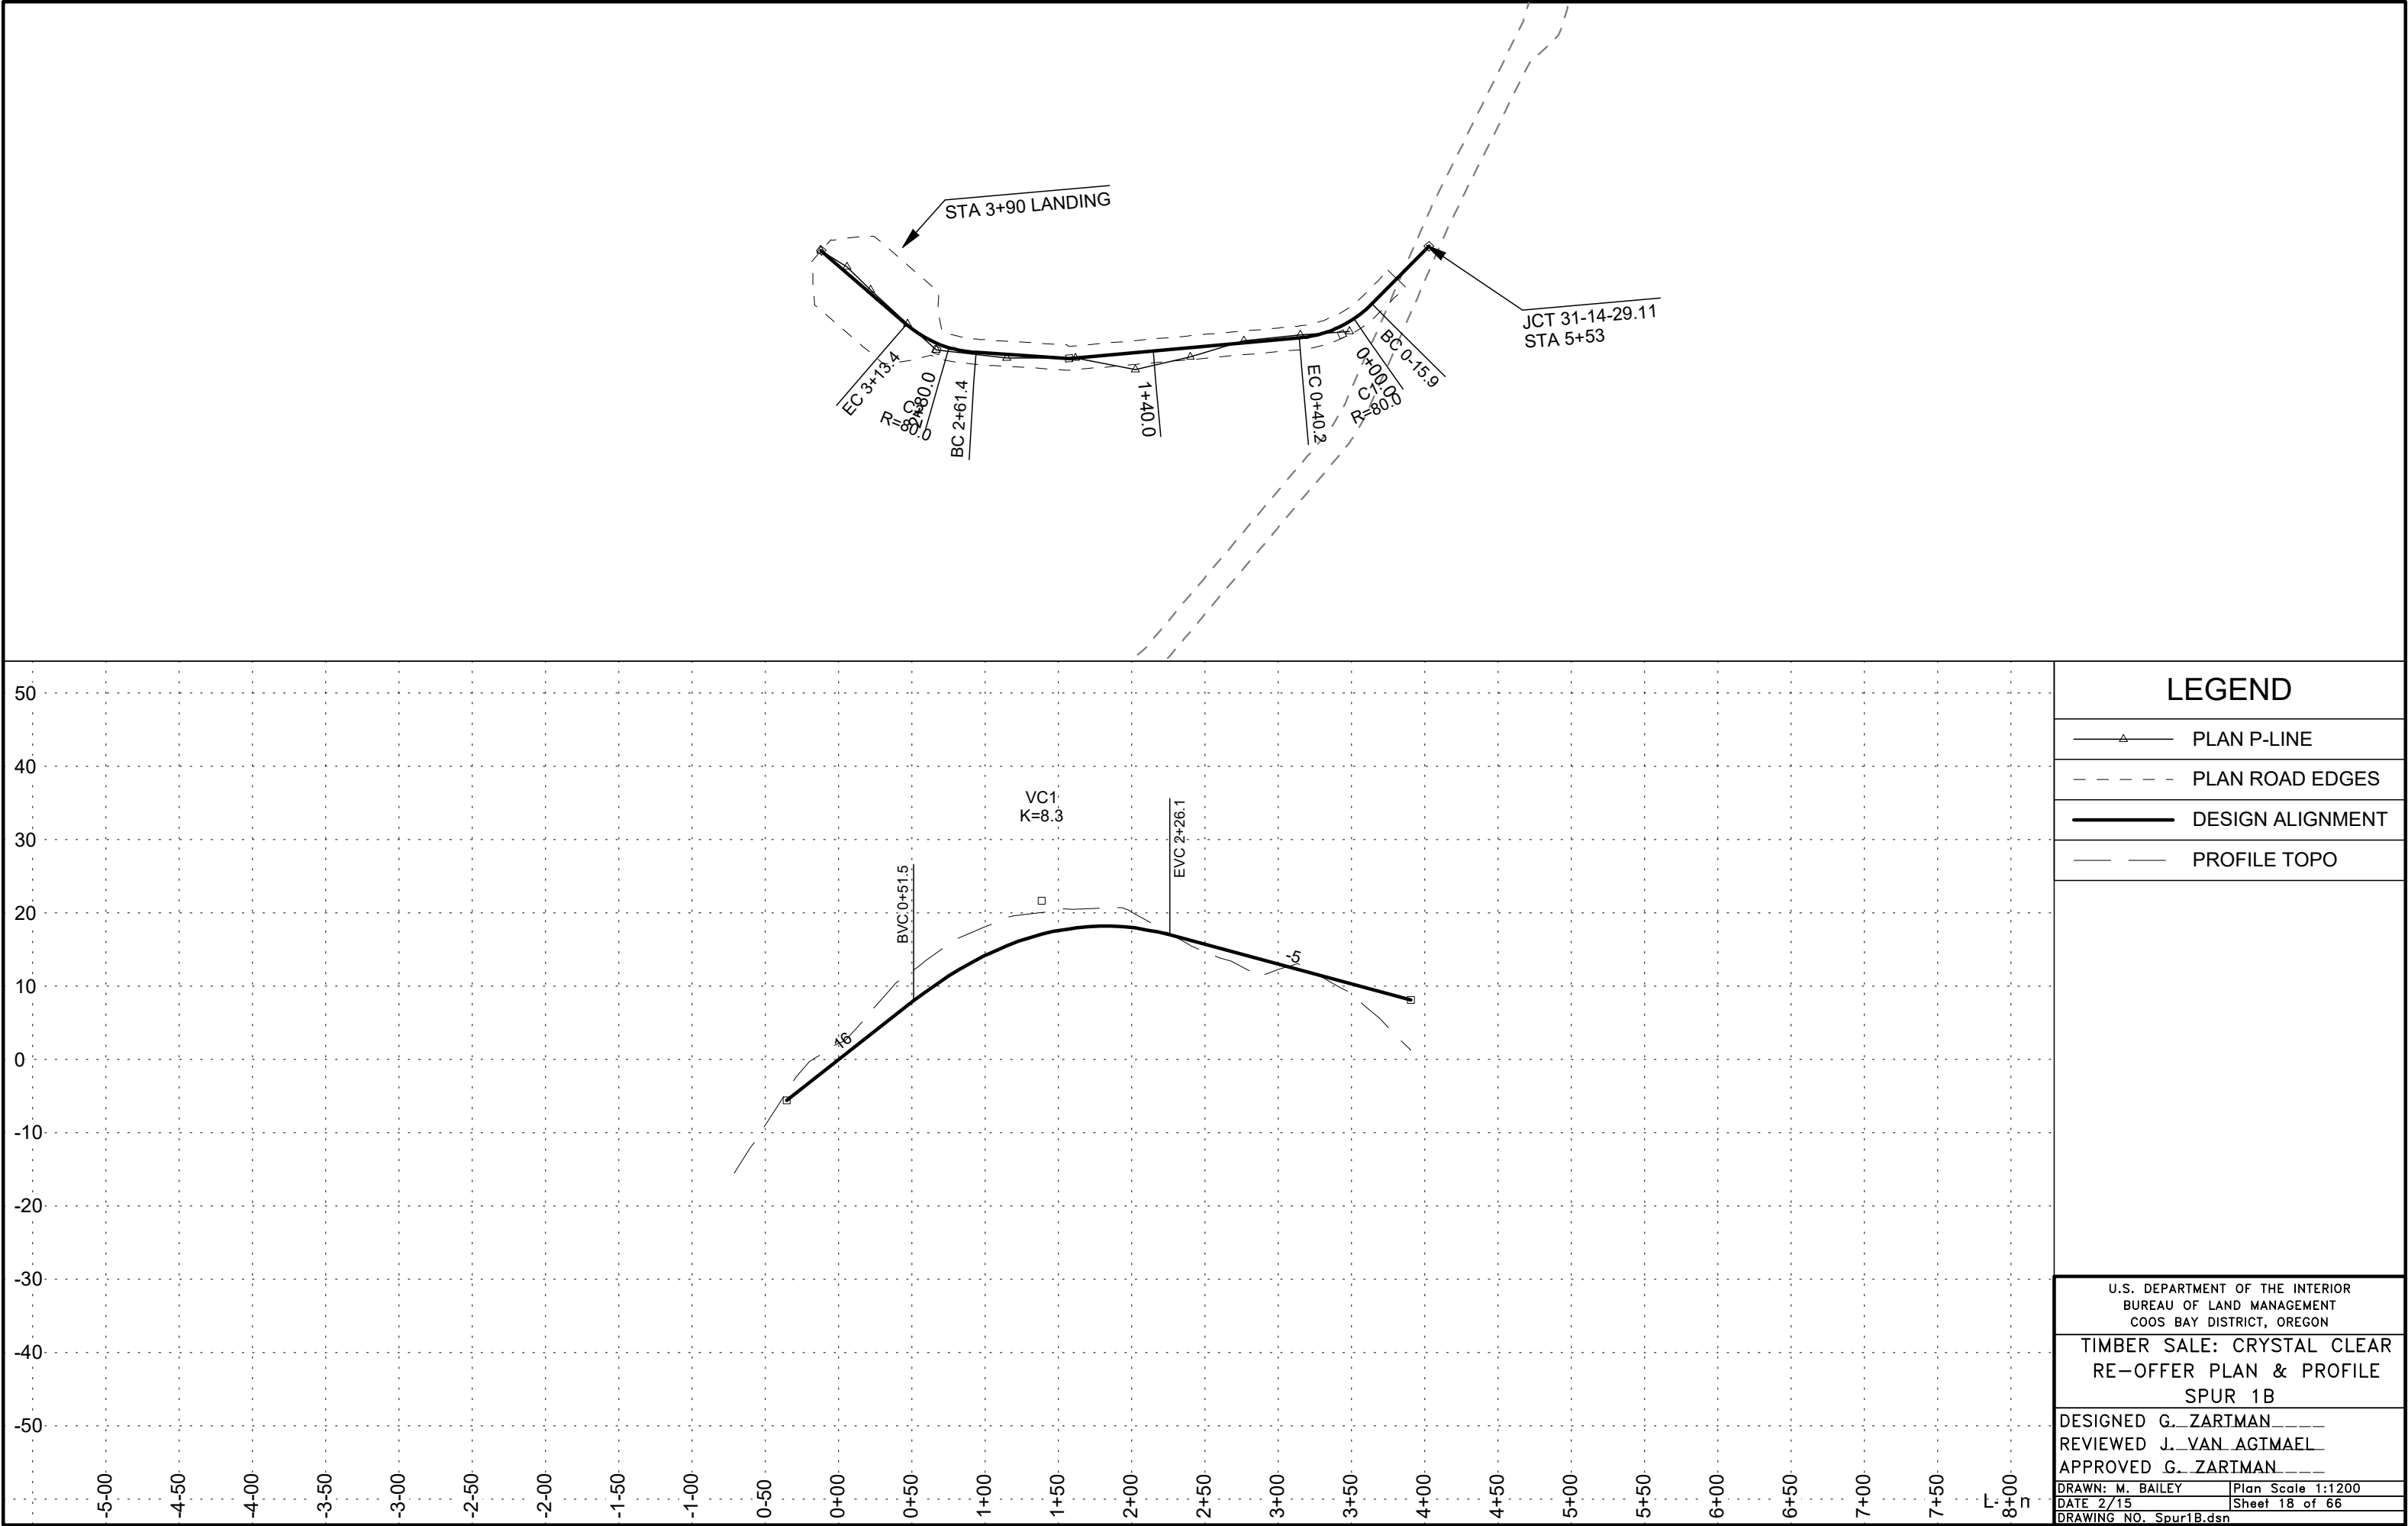 STA 3+90 LANDING
JCT 31-14-29.11
STA 5+53
EC 3+13.4
2+80.0
R=80.0
BC 2+61.4
1+40.0
EC 0+40.2
0+00.0
C1
R=80.0
BC 0-15.9
50
40
30
20
10
0
-10
-20
-30
-40
-50
VC1
K=8.3
BVC 0+51.5
EVC 2+26.1
16
-5
5-00
4-50
4-00
3-50
3-00
2-50
2-00
1-50
1-00
0-50
0+00
0+50
1+00
1+50
2+00
2+50
3+00
3+50
4+00
4+50
5+00
5+50
6+00
6+50
7+00
7+50
8+00
LEGEND
PLAN P-LINE
PLAN ROAD EDGES
DESIGN ALIGNMENT
PROFILE TOPO
U.S. DEPARTMENT OF THE INTERIOR
BUREAU OF LAND MANAGEMENT
COOS BAY DISTRICT, OREGON
TIMBER SALE: CRYSTAL CLEAR
RE-OFFER PLAN & PROFILE
SPUR 1B
DESIGNED G. ZARTMAN
REVIEWED J. VAN AGTMAEL
APPROVED G. ZARTMAN
DRAWN: M. BAILEY
Plan Scale 1:1200
DATE 2/15
Sheet 18 of 66
DRAWING NO. Spur1B.dsn